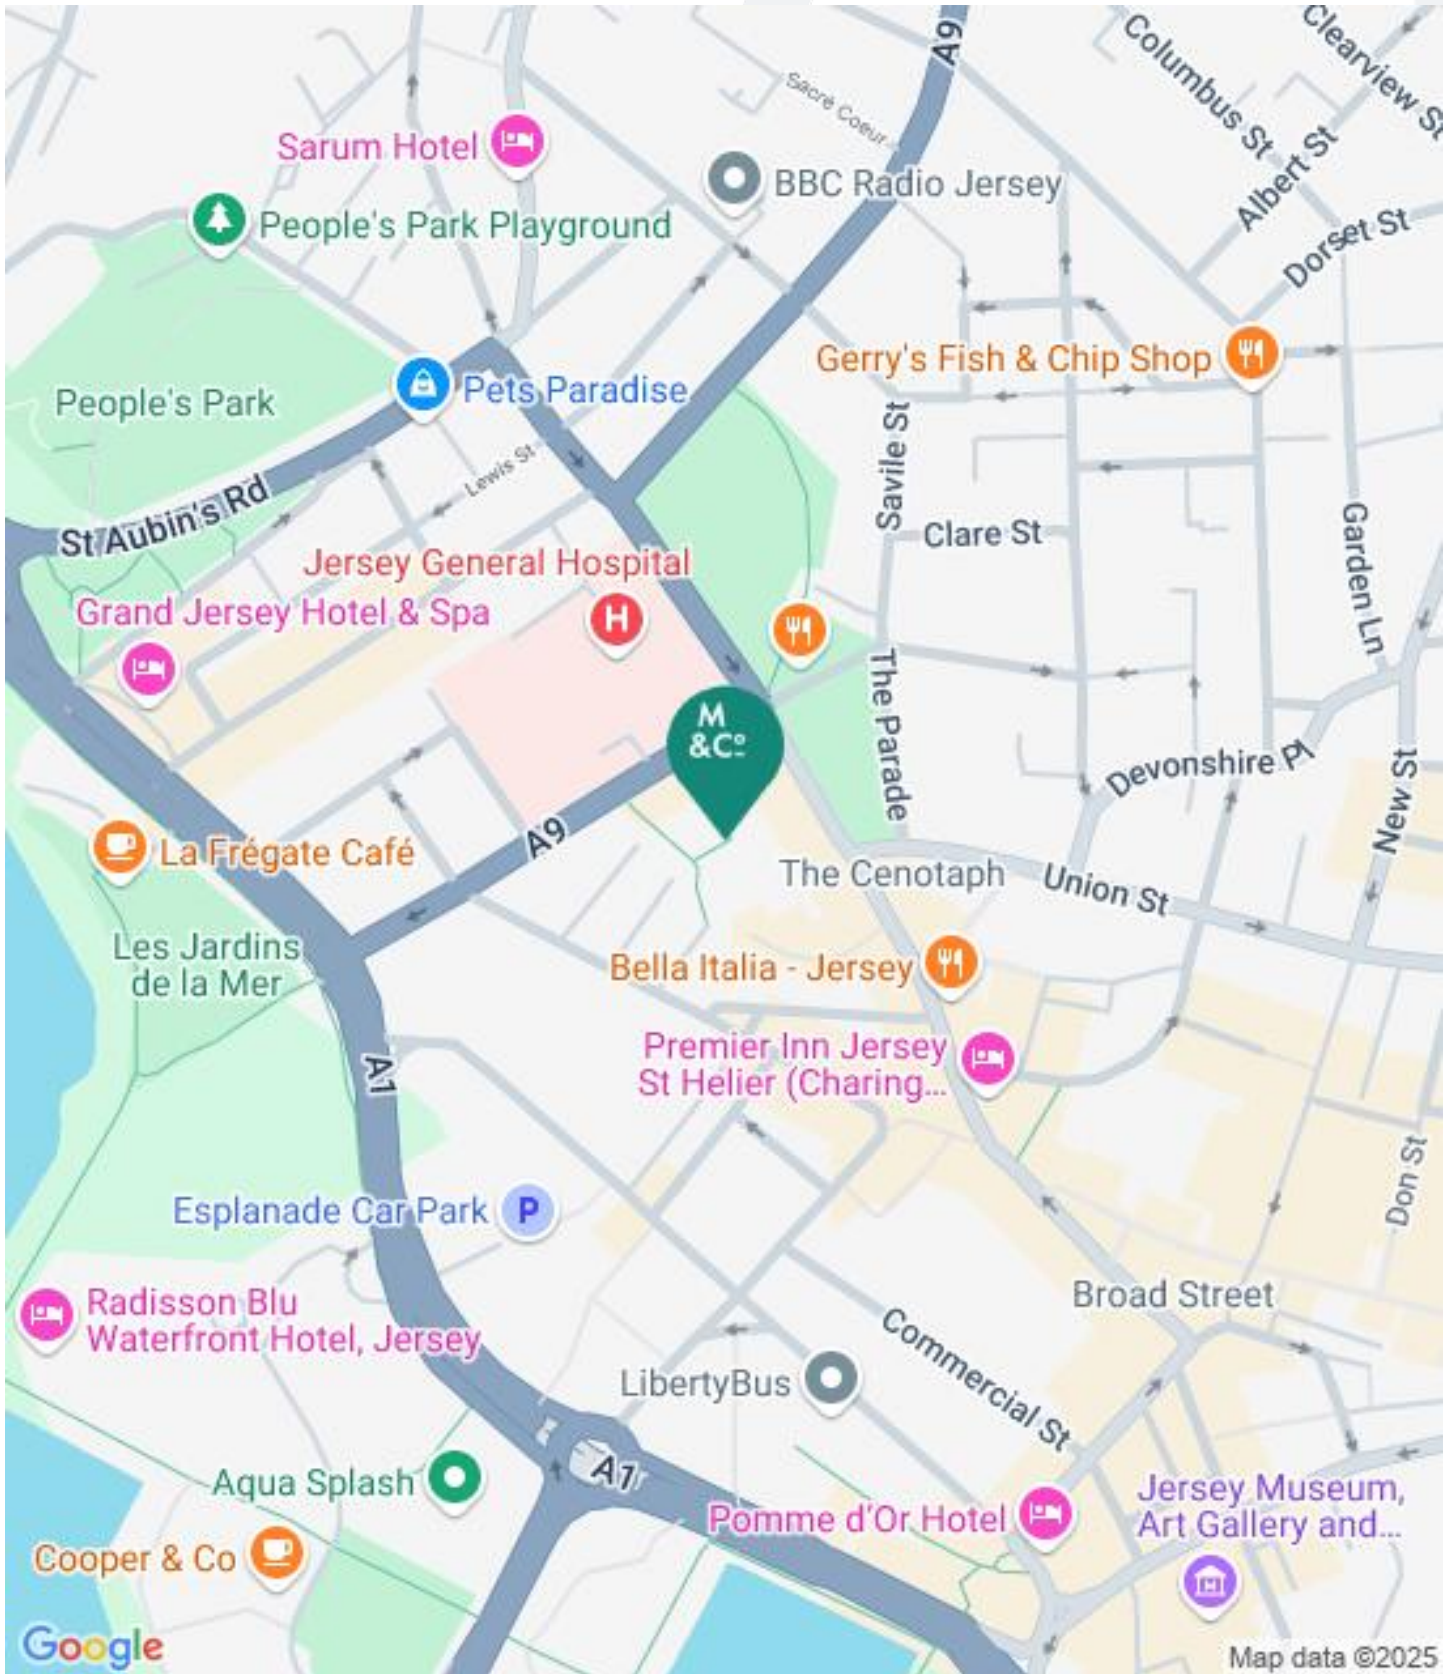 A9
Columbus St
Clearview St
Sacré Coeur
Albert St
Sarum Hotel
BBC Radio Jersey
People's Park Playground
Dorset St
Gerry's Fish & Chip Shop
Pets Paradise
People's Park
Saville St
Lewis St
St Aubin's Rd
Clare St
Garden Ln
Jersey General Hospital
H
Grand Jersey Hotel & Spa
The Parade
M
&Cº
Devonshire Pl
New St
A9
La Frégate Café
The Cenotaph
Union St
Les Jardins
de la Mer
Bella Italia - Jersey
Premier Inn Jersey
St Helier (Charing...
A1
Don St
Esplanade Car Park
P
Radisson Blu
Waterfront Hotel, Jersey
Broad Street
Commercial St
LibertyBus
A1
Aqua Splash
Pomme d'Or Hotel
Jersey Museum,
Art Gallery and...
Cooper & Co
Google
Map data ©2025